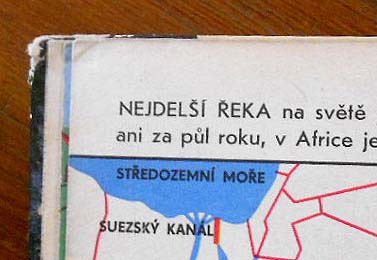 NEJDELŠÍ ŘEKA na světě
ani za půl roku, v Africe je
STŘEDOZEMNÍ MOŘE
SUEZSKÝ KANÁL